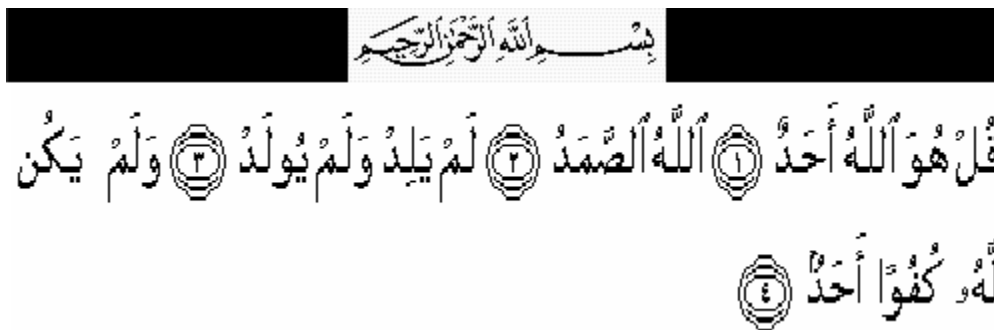 بِسْمِ ٱللَّهِ ٱلرَّحْمَٰنِ ٱلرَّحِيمِ
قُلْ هُوَ ٱللَّهُ أَحَدٌ ١ ٱللَّهُ ٱلصَّمَدُ ٢ لَمْ يَلِدْ وَلَمْ يُولَدْ ٣ وَلَمْ يَكُن
لَّهُۥ كُفُوًا أَحَدٌۢ ٤